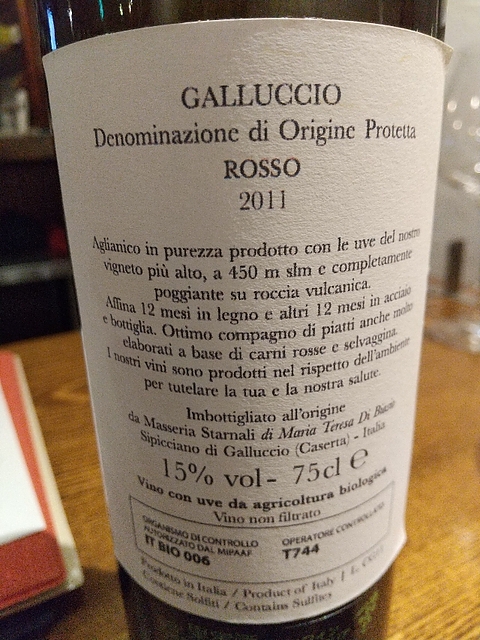 GALLUCCIO
Denominazione di Origine Protetta
ROSSO
2011
Aglianico in purezza prodotto con le uve del nostro
vigneto più alto, a 450 m slm e completamente
poggiante su roccia vulcanica.
Affina 12 mesi in legno e altri 12 mesi in acciaio
e bottiglia. Ottimo compagno di piatti anche molto
elaborati a base di carni rosse e selvaggina.
I nostri vini sono prodotti nel rispetto dell'ambiente
per tutelare la tua e la nostra salute.
Imbottigliato all'origine
da Masseria Starnali di Maria Teresa Di Biasio
Sipicciano di Galluccio (Caserta) - Italia
15% vol - 75cl e
Vino con uve da agricoltura biologica
Vino non filtrato
ORGANISMO DI CONTROLLO
AUTORIZZATO DAL MIPAAF
IT BIO 006
OPERATORE CONTROLLATO
T744
Prodotto in Italia / Product of Italy | L.
Contiene Solfiti / Contains Sulfites